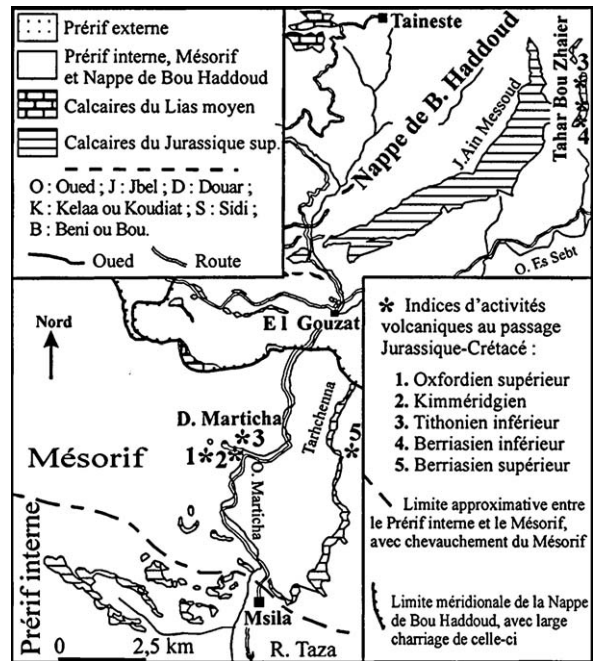 Prérif externe
Prérif interne, Mésorif
et Nappe de Bou Haddoud
Calcaires du Lias moyen
Calcaires du Jurassique sup.
O : Oued ; J : Jbel ; D : Douar ;
K : Kelaa ou Koudiat ; S : Sidi ;
B : Beni ou Bou.
Oued
Route
Taineste
Nappe de B. Haddoud
J. Ain Messoud
Tahar Bou Zhaier
3
4
O. Fs Sebt
Nord
El Gouzat
D. Marticha
3
1
2
5
Tarhchenna
O. Marticha
Mésorif
Prérif interne
Msila
0
2,5 km
R. Taza
* Indices d'activités
volcaniques au passage
Jurassique-Crétacé :
1. Oxfordien supérieur
2. Kimméridgien
3. Tithonien inférieur
4. Berriasien inférieur
5. Berriasien supérieur
Limite approximative entre
le Prérif interne et le Mésorif,
avec chevauchement du Mésorif
Limite méridionale de la Nappe
de Bou Haddoud, avec large
charriage de celle-ci